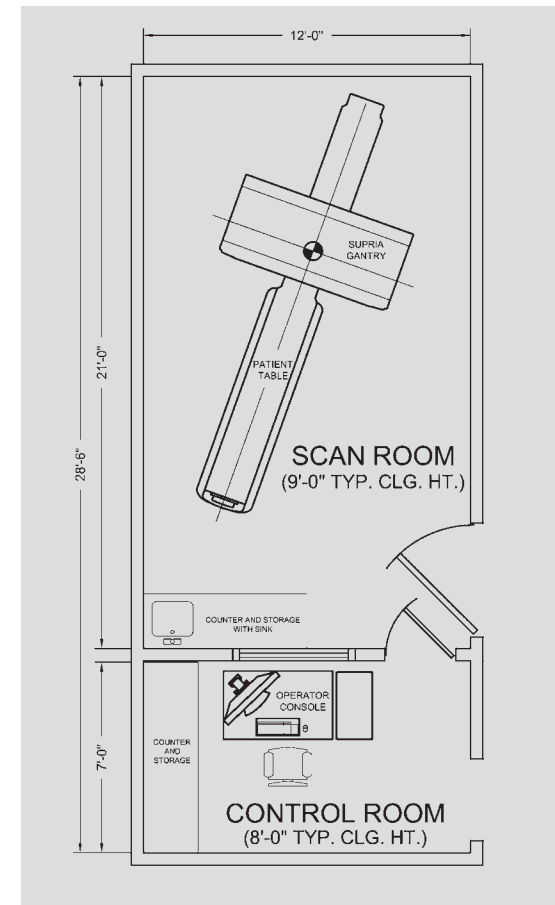 12'-0"
SUPRIA
GANTRY
PATIENT
TABLE
21'-0"
28'-6"
SCAN ROOM
(9'-0" TYP. CLG. HT.)
COUNTER AND STORAGE
WITH SINK
OPERATOR
CONSOLE
COUNTER
AND
STORAGE
7'-0"
CONTROL ROOM
(8'-0" TYP. CLG. HT.)